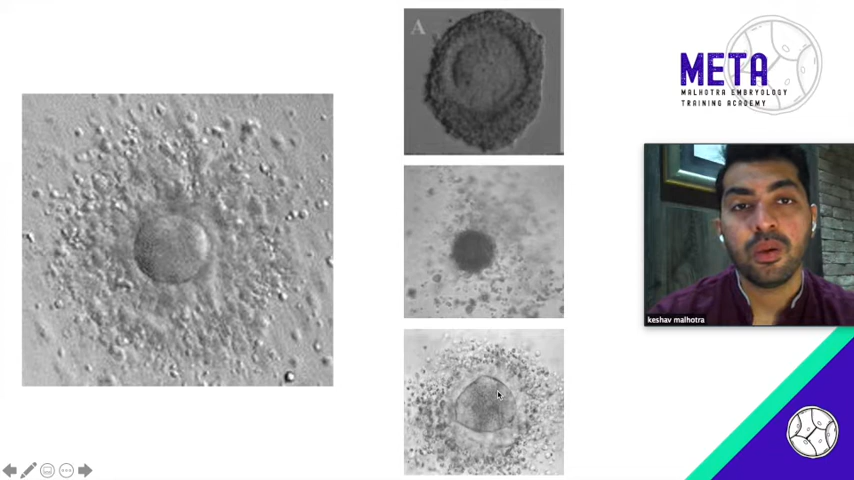 A
META
MALHOTRA EMBRYOLOGY
TRAINING ACADEMY
keshav malhotra